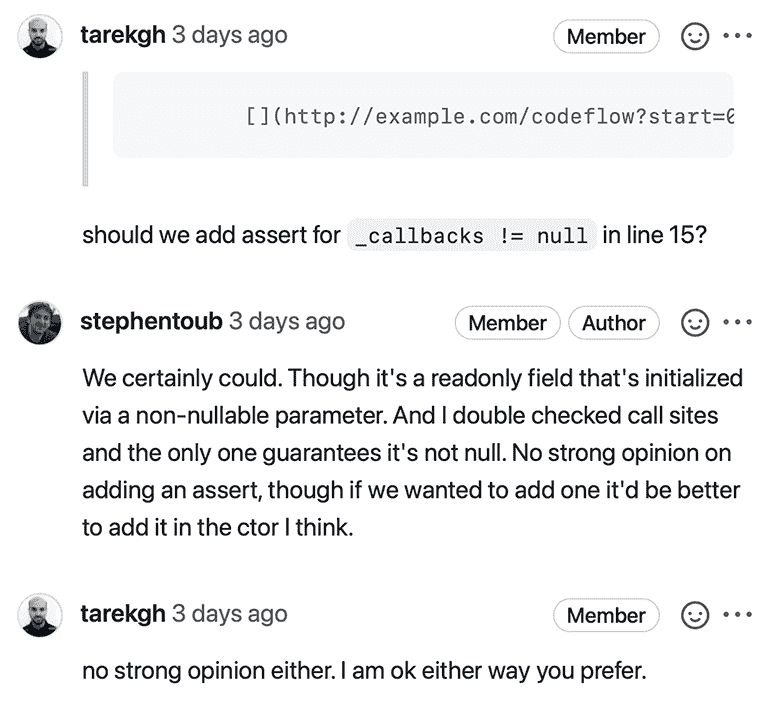 tarekgh 3 days ago Member
[](http://example.com/codeflow?start=0
should we add assert for _callbacks != null in line 15?
stephentoub 3 days ago Member Author
We certainly could. Though it's a readonly field that's initialized
via a non-nullable parameter. And I double checked call sites
and the only one guarantees it's not null. No strong opinion on
adding an assert, though if we wanted to add one it'd be better
to add it in the ctor I think.
tarekgh 3 days ago Member
no strong opinion either. I am ok either way you prefer.